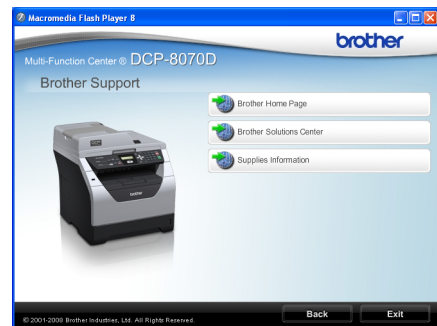 Macromedia Flash Player 8
brother
Multi-Function Center ® DCP-8070D
Brother Support
Brother Home Page
Brother Solutions Center
Supplies Information
brother
© 2001-2008 Brother Industries, Ltd. All Rights Reserved.
Back
Exit